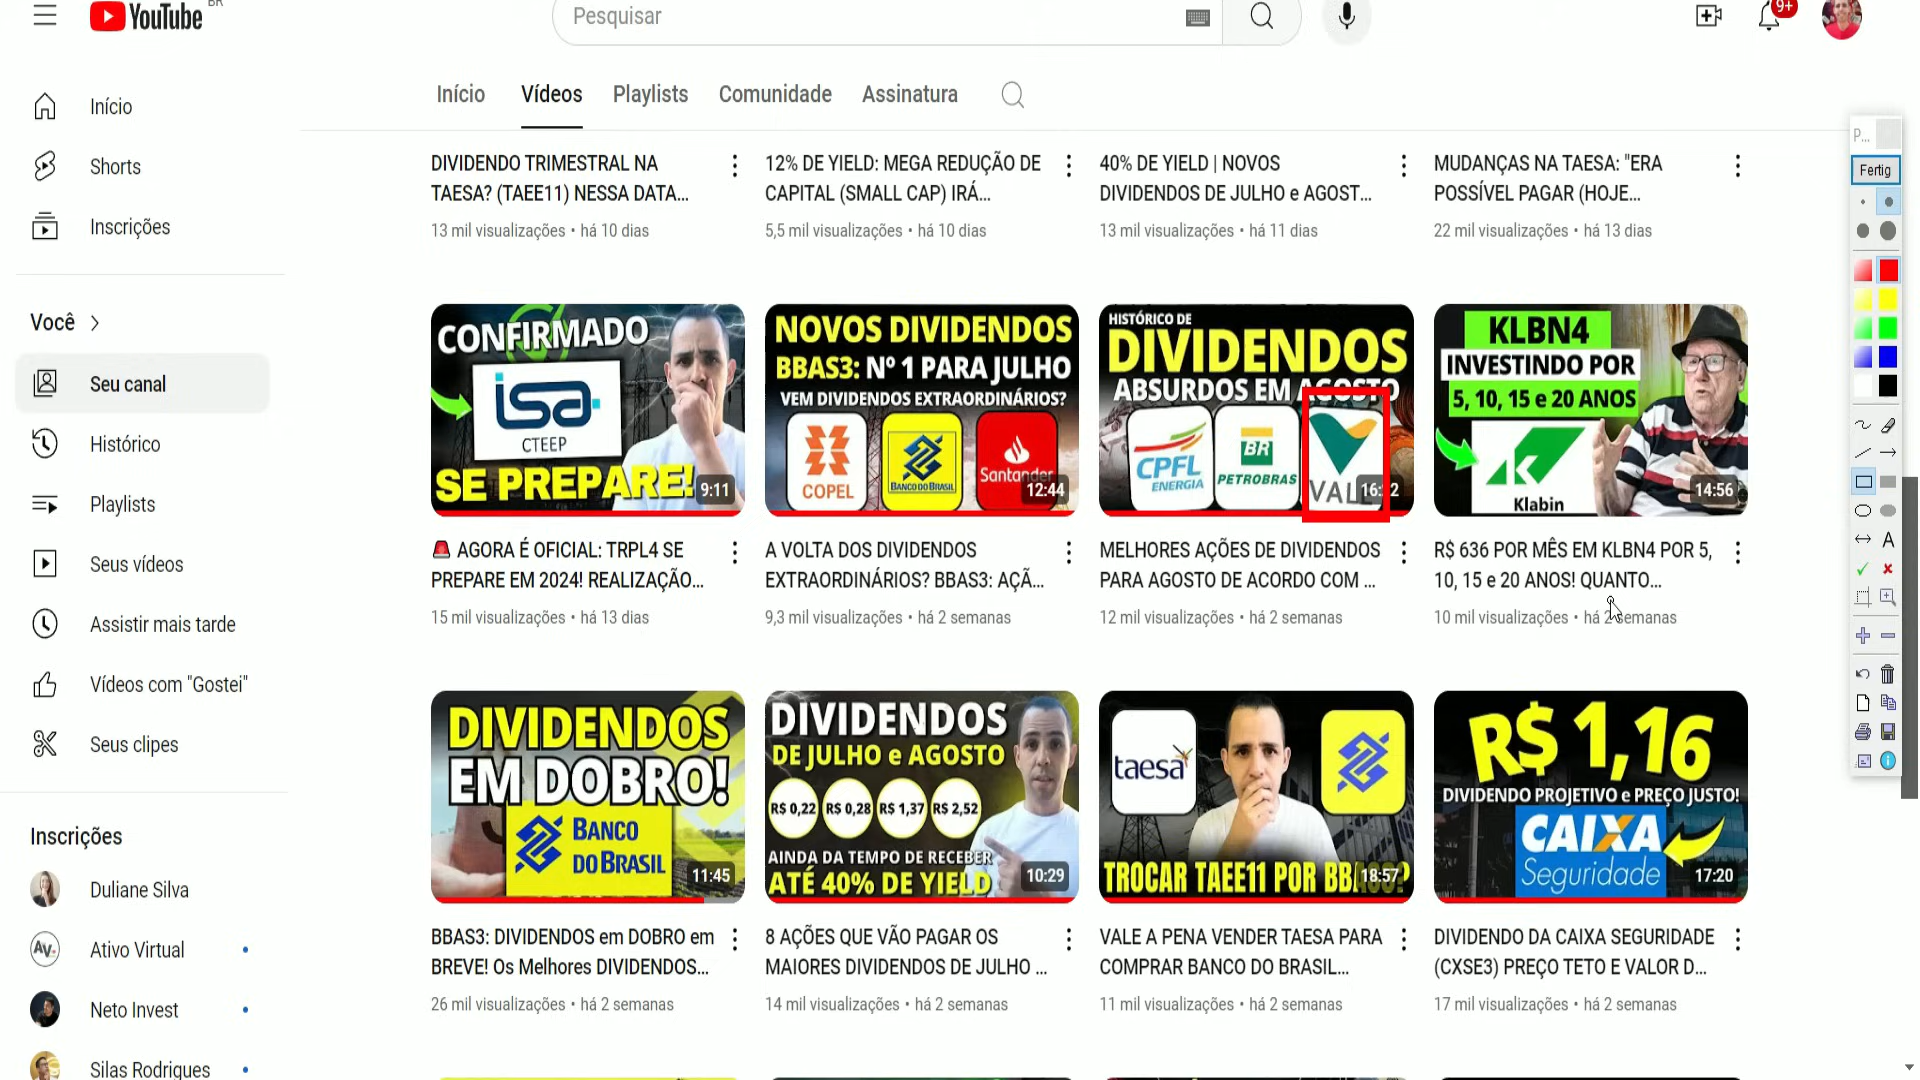 BR
YouTube
Pesquisar
9+
Início
Vídeos
Playlists
Comunidade
Assinatura
Início
Shorts
Inscrições
Você
Seu canal
Histórico
Playlists
Seus vídeos
Assistir mais tarde
Vídeos com "Gostei"
Seus clipes
Inscrições
Duliane Silva
AV.
Ativo Virtual
Neto Invest
Silas Rodrigues
DIVIDENDO TRIMESTRAL NA
TAESA? (TAEE11) NESSA DATA...
13 mil visualizações • há 10 dias
12% DE YIELD: MEGA REDUÇÃO DE
CAPITAL (SMALL CAP) IRÁ...
5,5 mil visualizações • há 10 dias
40% DE YIELD | NOVOS
DIVIDENDOS DE JULHO e AGOST...
13 mil visualizações • há 11 dias
MUDANÇAS NA TAESA: "ERA
POSSÍVEL PAGAR (HOJE...
22 mil visualizações • há 13 dias
CONFIRMADO
isa
CTEEP
SE PREPARE!
9:11
🚨 AGORA É OFICIAL: TRPL4 SE
PREPARE EM 2024! REALIZAÇÃO...
15 mil visualizações • há 13 dias
NOVOS DIVIDENDOS
BBAS3: Nº 1 PARA JULHO
VEM DIVIDENDOS EXTRAORDINÁRIOS?
COPEL
BANCO DO BRASIL
Santander
12:44
A VOLTA DOS DIVIDENDOS
EXTRAORDINÁRIOS? BBAS3: AÇÃ...
9,3 mil visualizações • há 2 semanas
HISTÓRICO DE
DIVIDENDOS
ABSURDOS EM AGOSTO
CPFL
ENERGIA
BR
PETROBRAS
VALE
MELHORES AÇÕES DE DIVIDENDOS
PARA AGOSTO DE ACORDO COM ...
12 mil visualizações • há 2 semanas
KLBN4
INVESTINDO POR
5, 10, 15 e 20 ANOS
Klabin
14:56
R$ 636 POR MÊS EM KLBN4 POR 5,
10, 15 e 20 ANOS! QUANTO...
10 mil visualizações • há 2 semanas
DIVIDENDOS
EM DOBRO!
BANCO
DO BRASIL
11:45
BBAS3: DIVIDENDOS em DOBRO em
BREVE! Os Melhores DIVIDENDOS...
26 mil visualizações • há 2 semanas
DIVIDENDOS
DE JULHO e AGOSTO
R$ 0,22 R$ 0,28 R$ 1,37 R$ 2,52
AINDA DA TEMPO DE RECEBER
ATÉ 40% DE YIELD
10:29
8 AÇÕES QUE VÃO PAGAR OS
MAIORES DIVIDENDOS DE JULHO ...
14 mil visualizações • há 2 semanas
taesa
TROCAR TAEE11 POR
18:57
VALE A PENA VENDER TAESA PARA
COMPRAR BANCO DO BRASIL...
11 mil visualizações • há 2 semanas
R$ 1,16
DIVIDENDO PROJETIVO e PREÇO JUSTO!
CAIXA
Seguridade
17:20
DIVIDENDO DA CAIXA SEGURIDADE
(CXSE3) PREÇO TETO E VALOR D...
17 mil visualizações • há 2 semanas
P...
Fertig
A